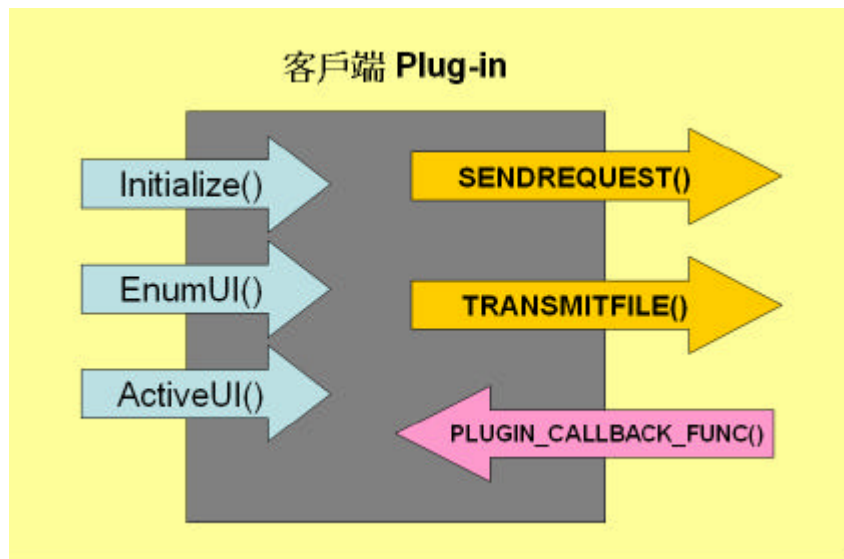 客戶端 Plug-in
Initialize()
EnumUI()
ActiveUI()
SENDREQUEST()
TRANSMITFILE()
PLUGIN_CALLBACK_FUNC()